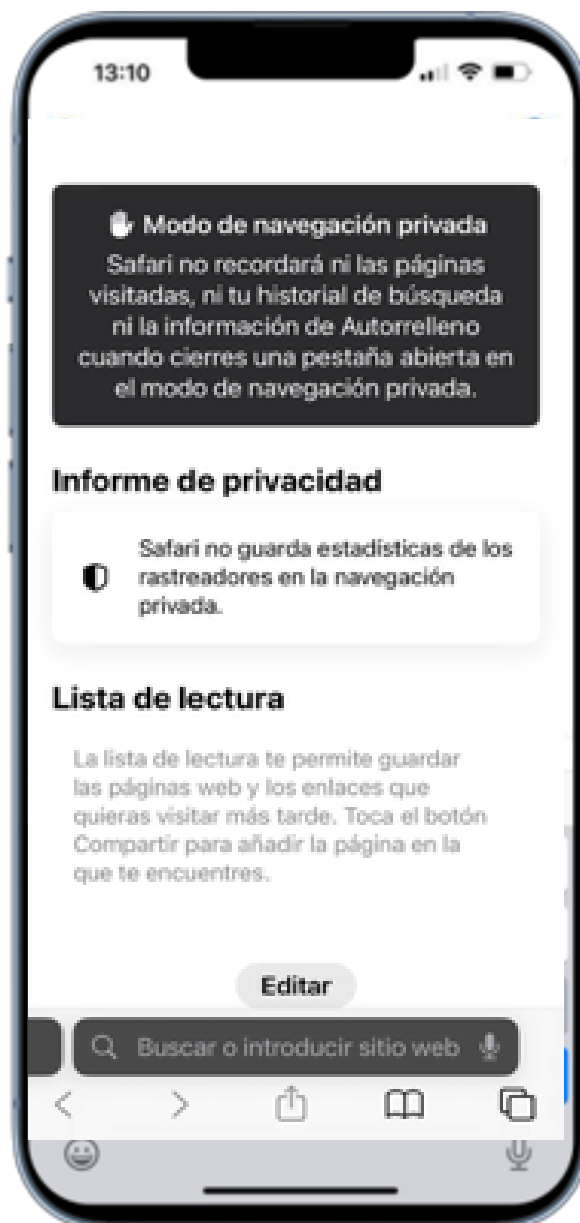 13:10
Modo de navegación privada
Safari no recordará ni las páginas
visitadas, ni tu historial de búsqueda
ni la información de Autorrelleno
cuando cierres una pestaña abierta en
el modo de navegación privada.
Informe de privacidad
Safari no guarda estadísticas de los
rastreadores en la navegación
privada.
Lista de lectura
La lista de lectura te permite guardar
las páginas web y los enlaces que
quieras visitar más tarde. Toca el botón
Compartir para añadir la página en la
que te encuentres.
Editar
Buscar o introducir sitio web